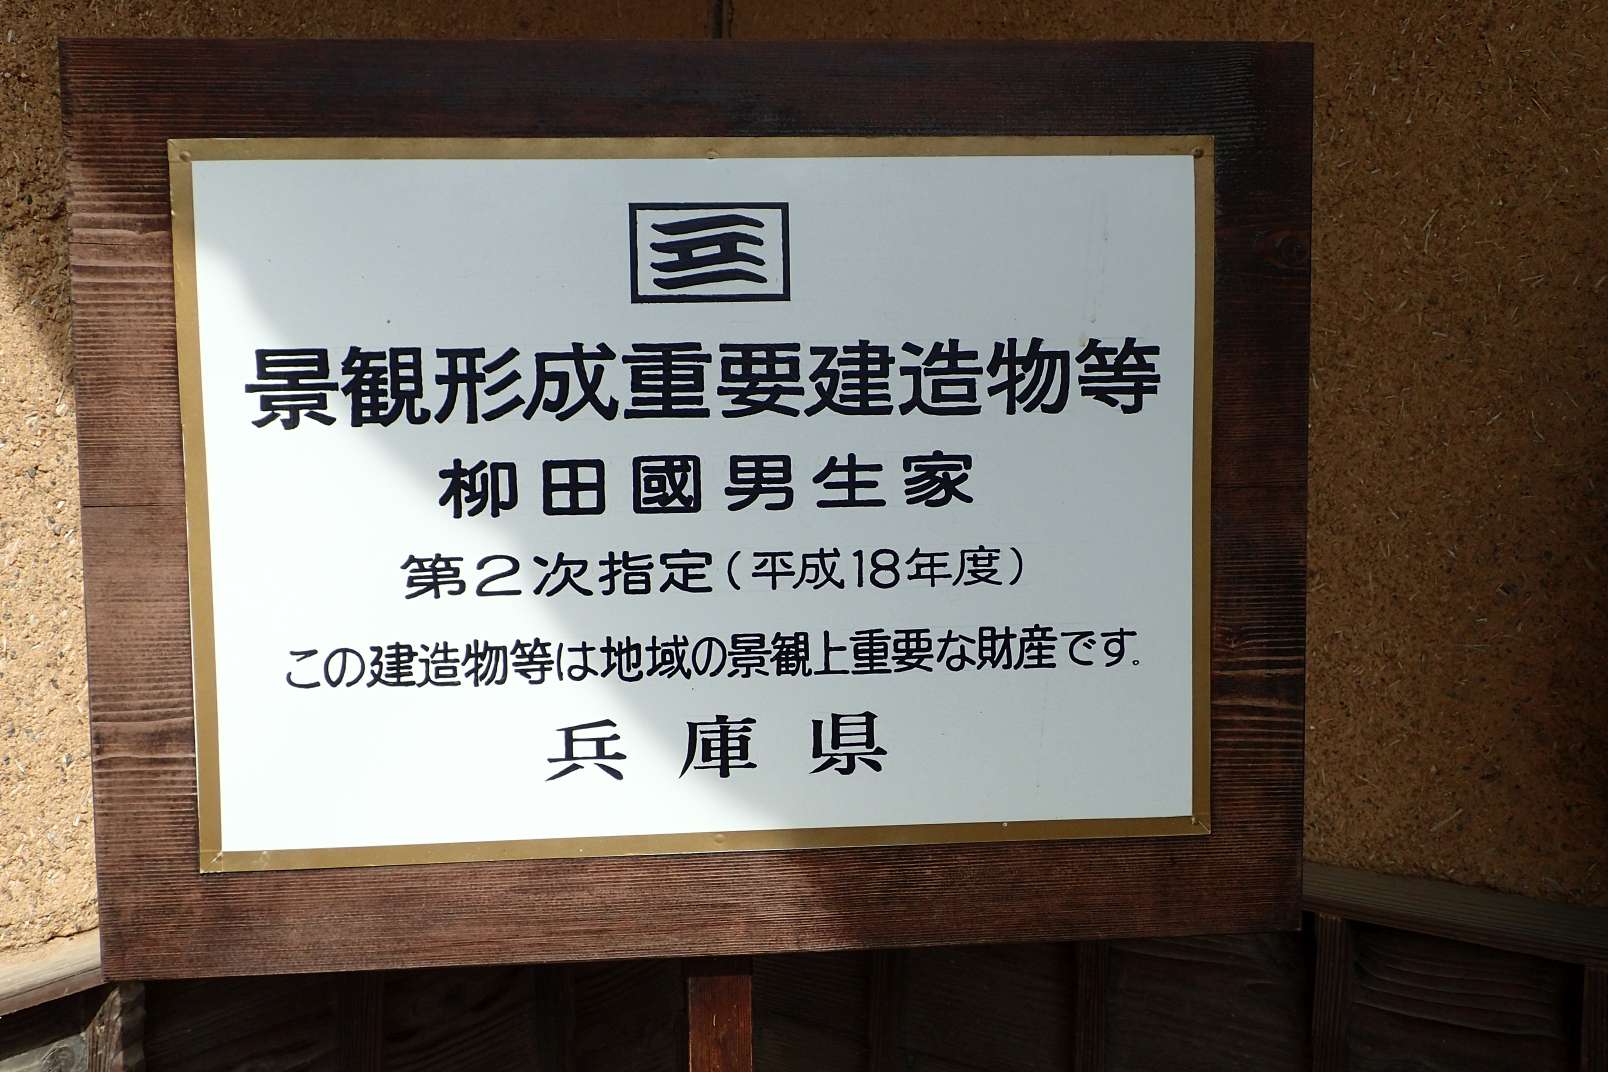 景観形成重要建造物等
柳田國男生家
第2次指定(平成18年度)
この建造物等は地域の景観上重要な財産です。
兵庫県